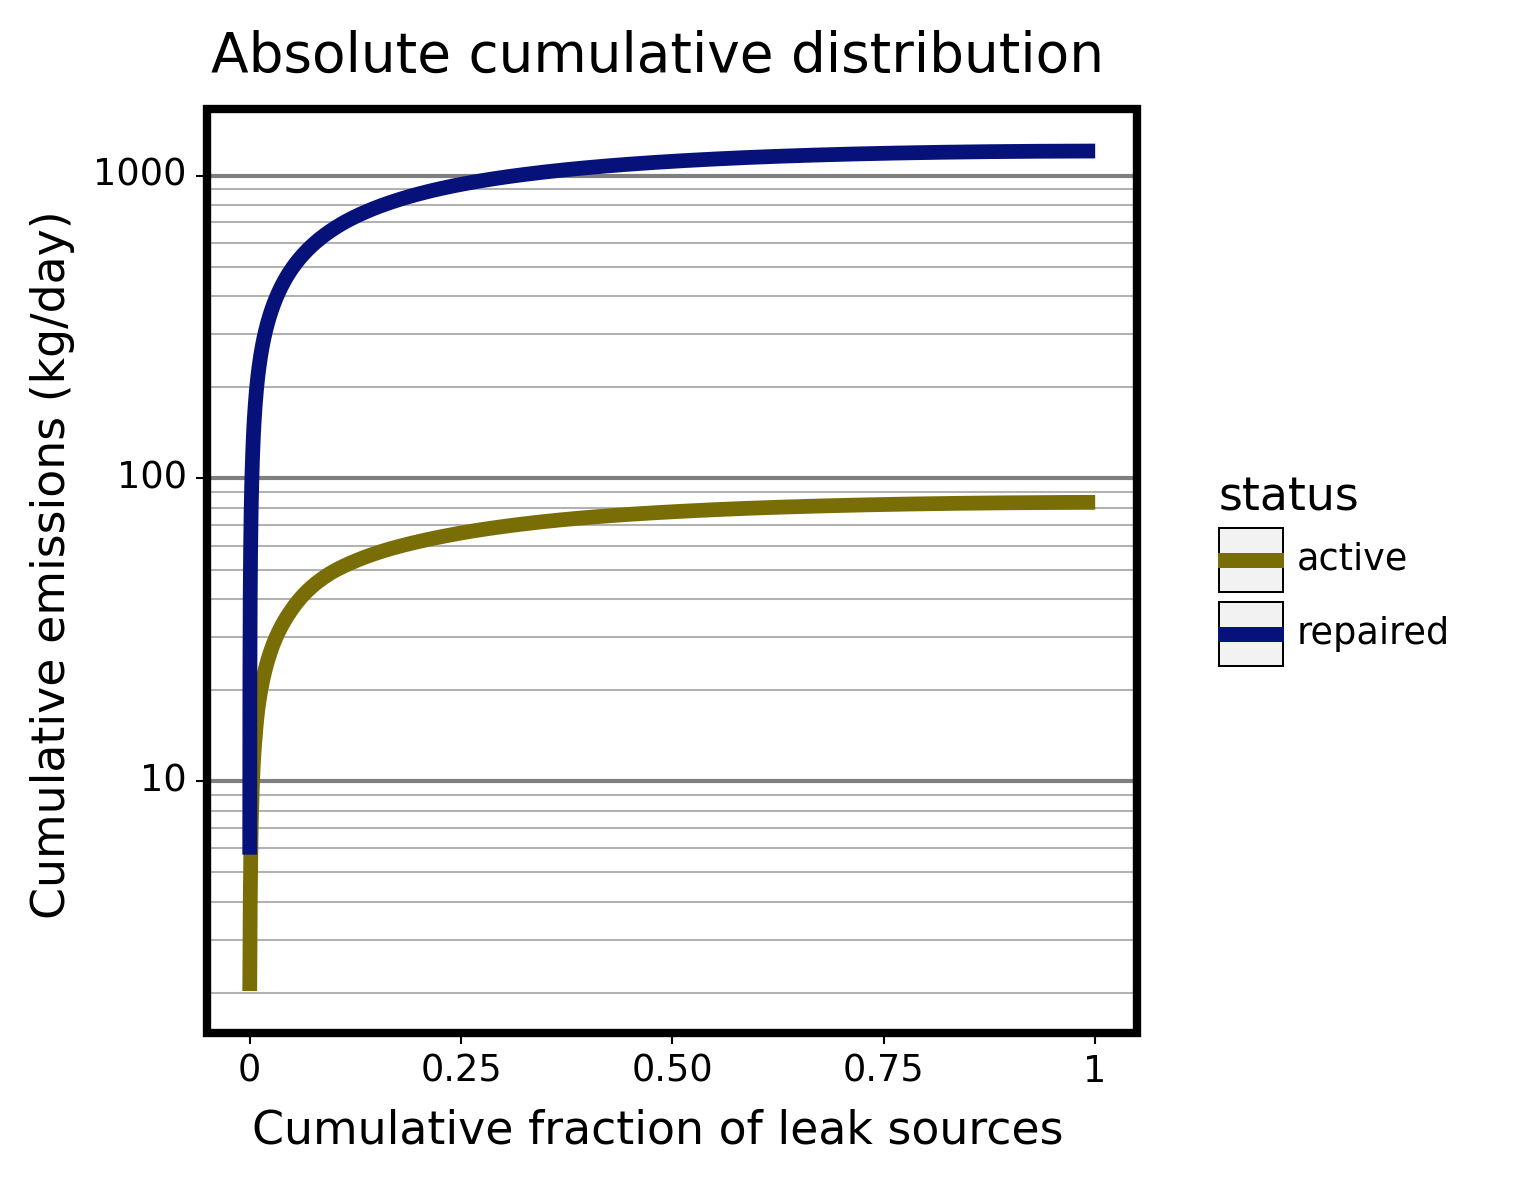 Absolute cumulative distribution
Cumulative emissions (kg/day)
1000
100
10
0
0.25
0.50
0.75
1
Cumulative fraction of leak sources
status
active
repaired